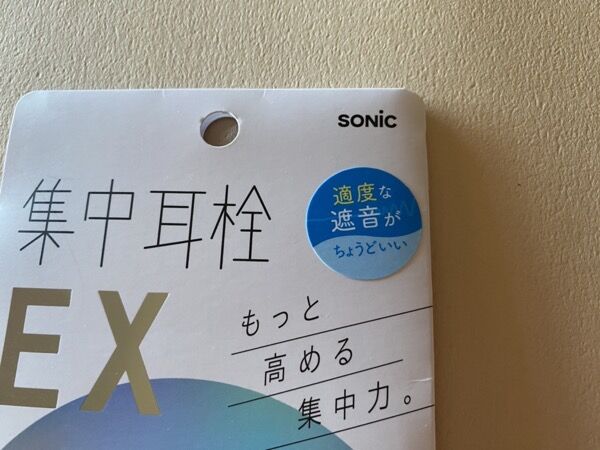 SONiC
集中耳栓
適度な
遮音が
ちょうどいい
EX
もっと
高める
集中力。